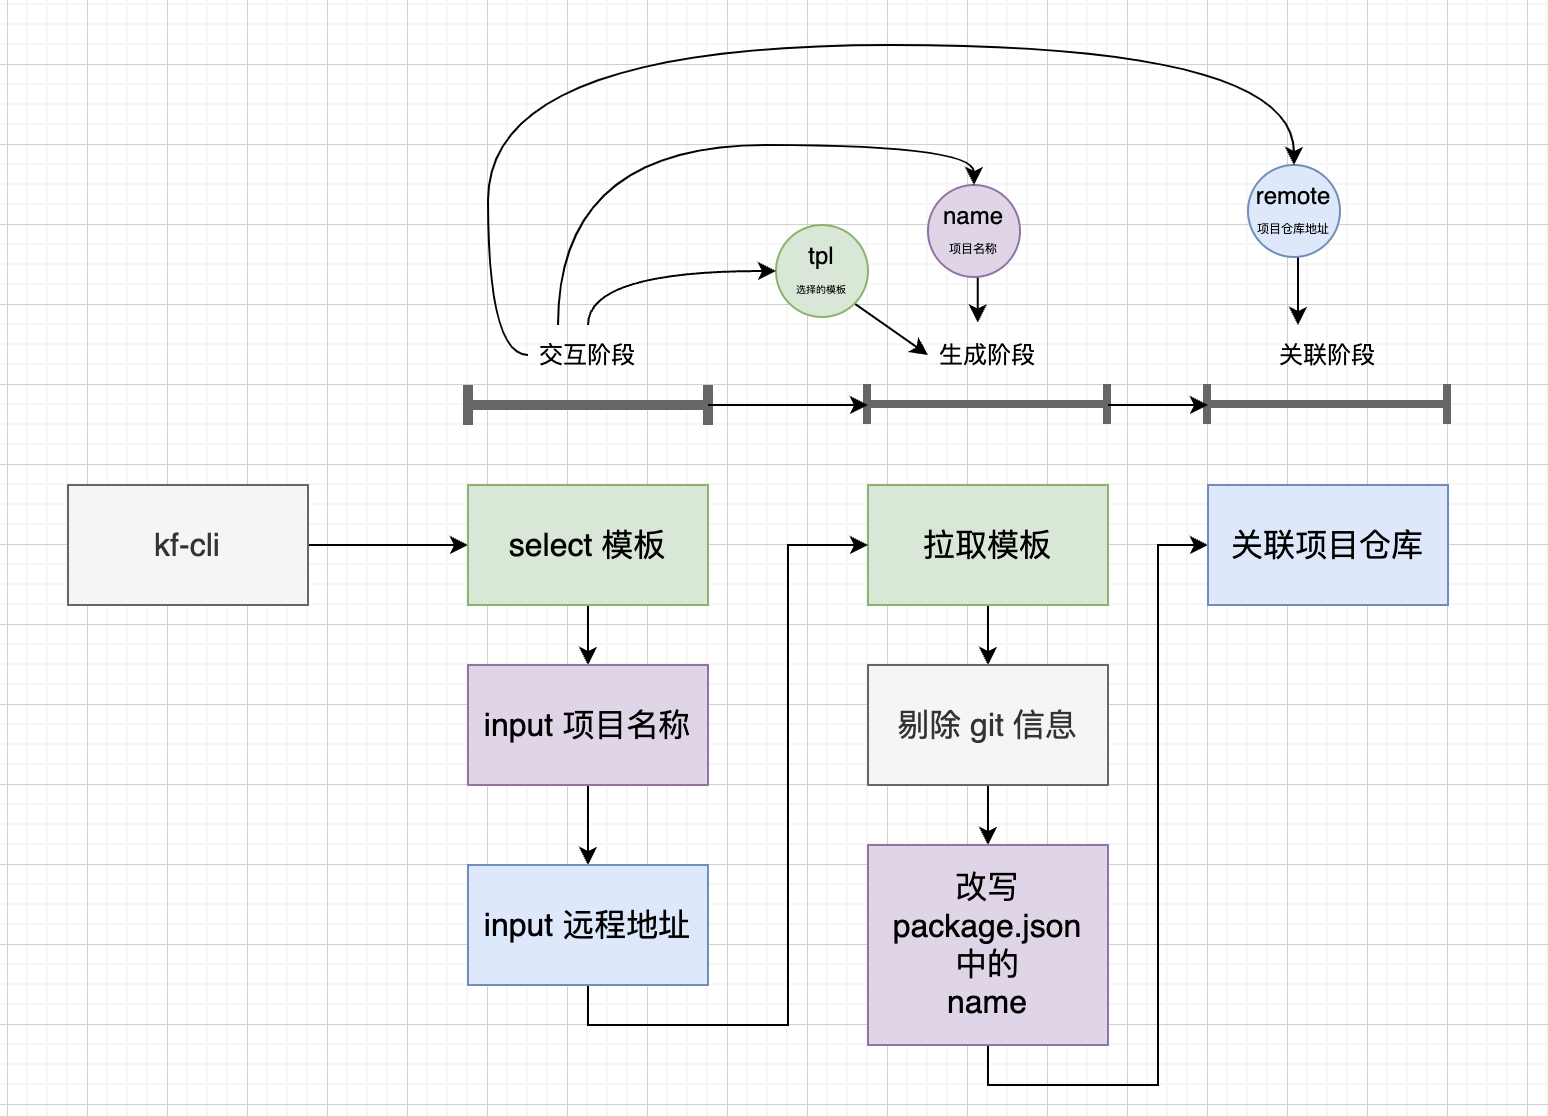 remote
项目仓库地址
name
项目名称
tpl
选择的模板
交互阶段
生成阶段
关联阶段
kf-cli
select 模板
拉取模板
关联项目仓库
input 项目名称
剔除 git 信息
input 远程地址
改写
package.json
中的
name